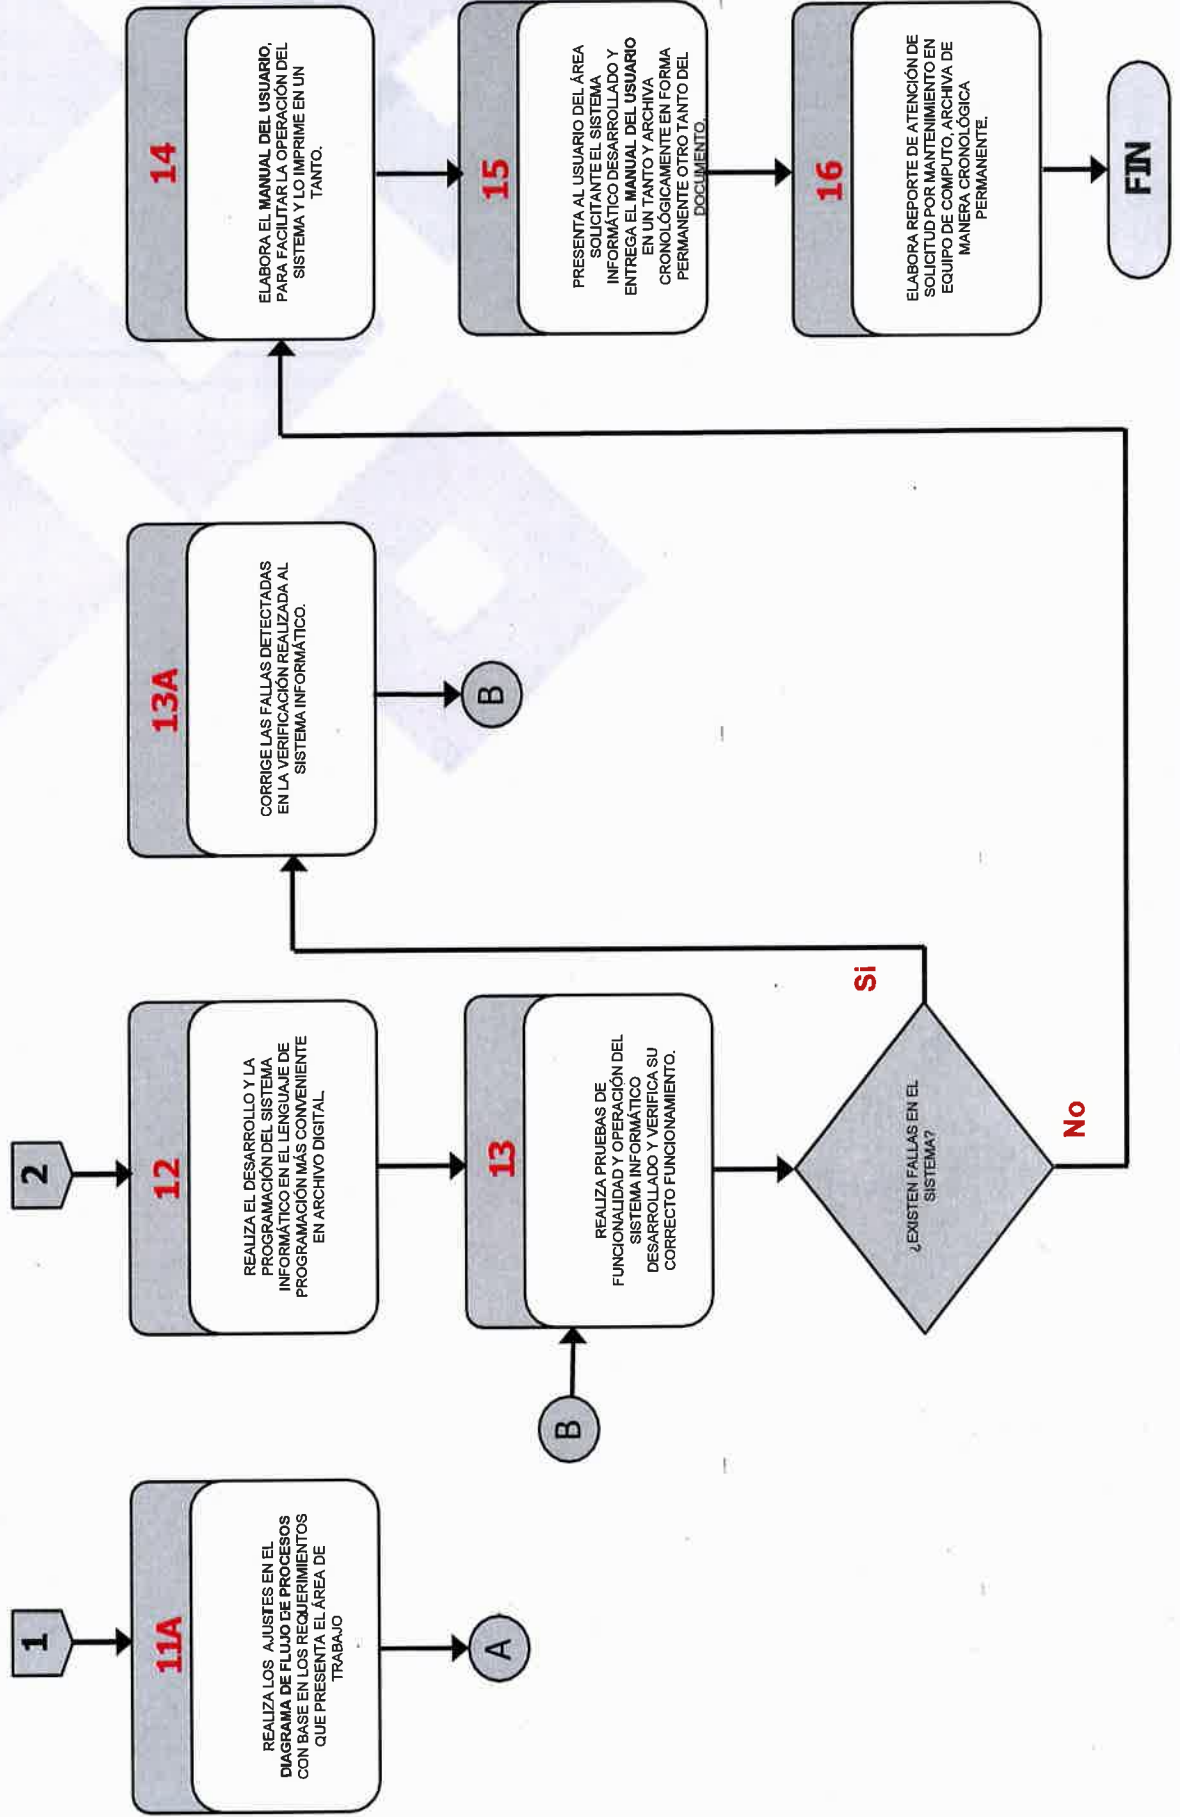 1
11A
REALIZA LOS AJUSTES EN EL
DIAGRAMA DE FLUJO DE PROCESOS
CON BASE EN LOS REQUERIMIENTOS
QUE PRESENTA EL ÁREA DE
TRABAJO
A
2
12
REALIZA EL DESARROLLO Y LA
PROGRAMACIÓN DEL SISTEMA
INFORMÁTICO EN EL LENGUAJE DE
PROGRAMACIÓN MÁS CONVENIENTE
EN ARCHIVO DIGITAL.
B
13
REALIZA PRUEBAS DE
FUNCIONALIDAD Y OPERACIÓN DEL
SISTEMA INFORMÁTICO
DESARROLLADO Y VERIFICA SU
CORRECTO FUNCIONAMIENTO.
¿EXISTEN FALLAS EN EL
SISTEMA?
Si
No
13A
CORRIGE LAS FALLAS DETECTADAS
EN LA VERIFICACIÓN REALIZADA AL
SISTEMA INFORMÁTICO.
B
14
ELABORA EL MANUAL DEL USUARIO,
PARA FACILITAR LA OPERACIÓN DEL
SISTEMA Y LO IMPRIME EN UN
TANTO.
15
PRESENTA AL USUARIO DEL ÁREA
SOLICITANTE EL SISTEMA
INFORMÁTICO DESARROLLADO Y
ENTREGA EL MANUAL DEL USUARIO
EN UN TANTO Y ARCHIVA
CRONOLÓGICAMENTE EN FORMA
PERMANENTE OTRO TANTO DEL
DOCUMENTO.
16
ELABORA REPORTE DE ATENCIÓN DE
SOLICITUD POR MANTENIMIENTO EN
EQUIPO DE COMPUTO, ARCHIVA DE
MANERA CRONOLÓGICA
PERMANENTE.
FIN